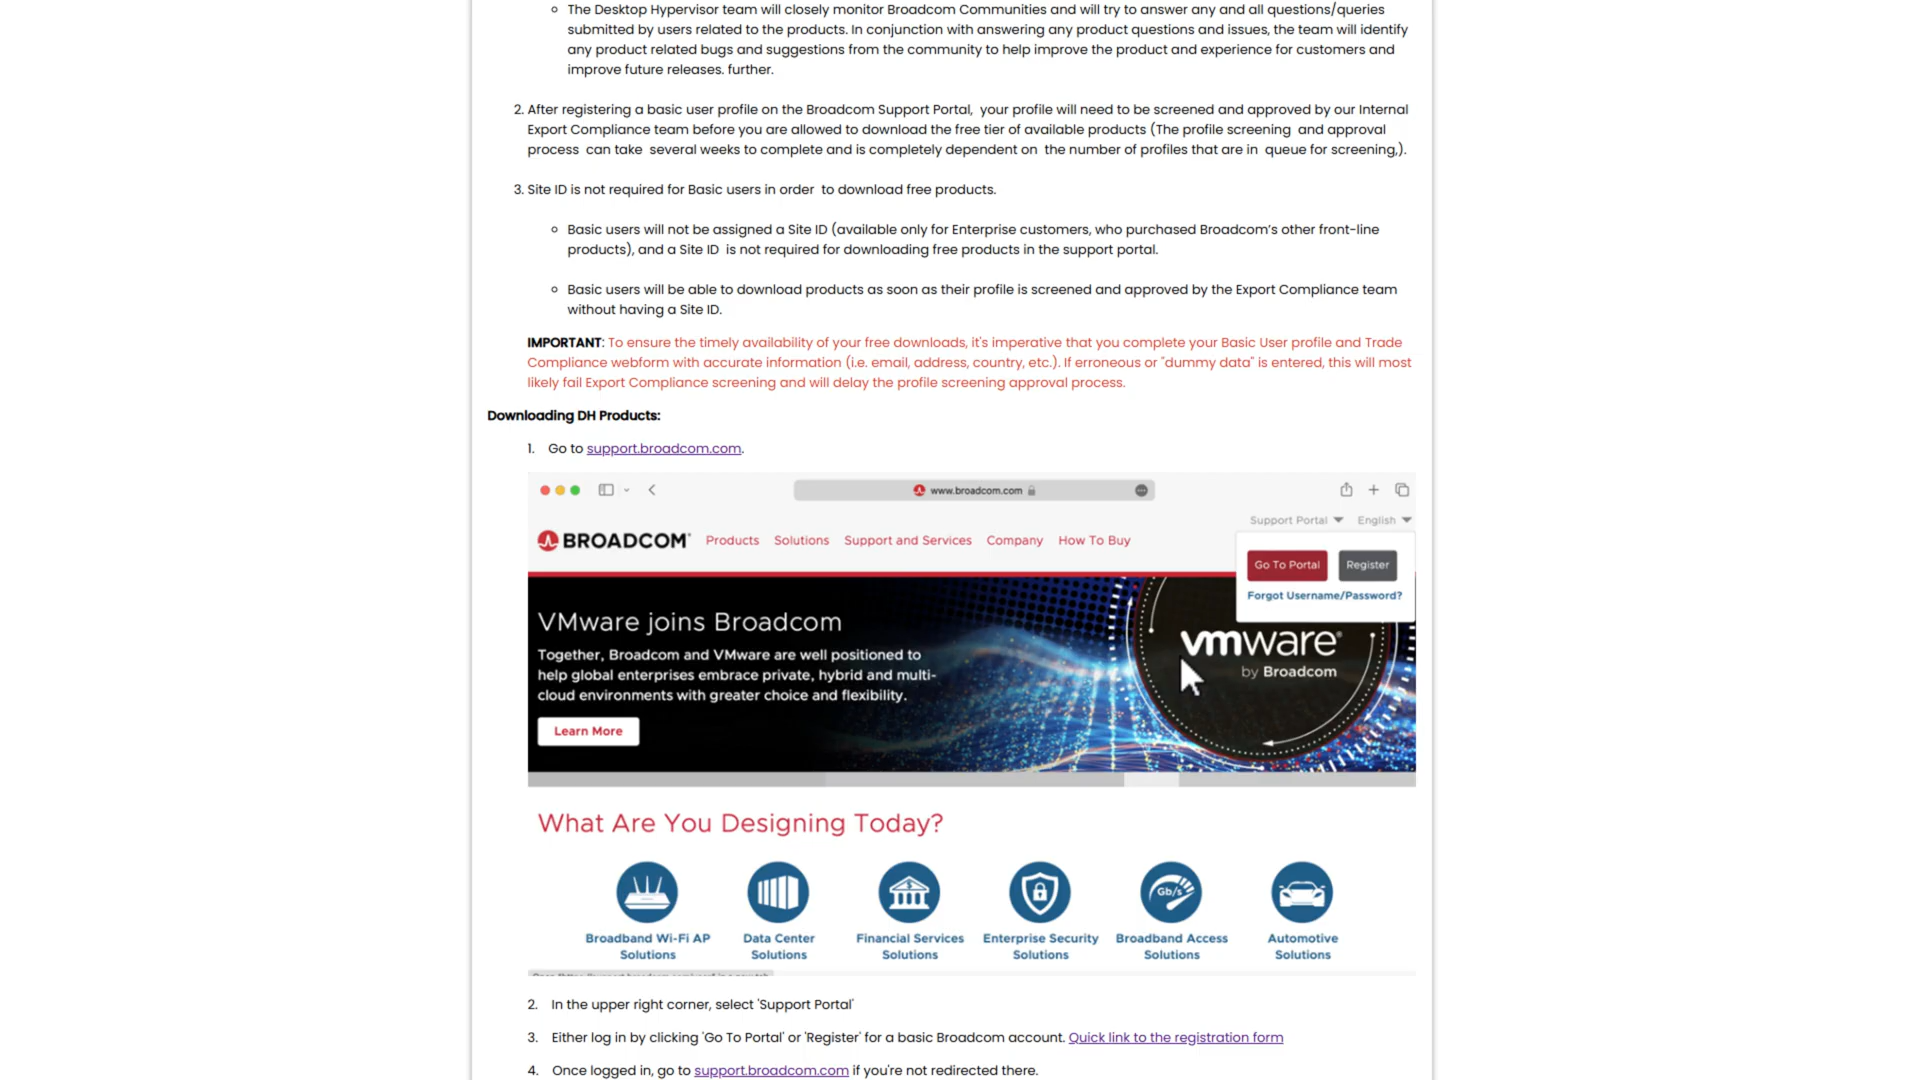 ○ The Desktop Hypervisor team will closely monitor Broadcom Communities and will try to answer any and all questions/queries
submitted by users related to the products. In conjunction with answering any product questions and issues, the team will identify
any product related bugs and suggestions from the community to help improve the product and experience for customers and
improve future releases. further.
2. After registering a basic user profile on the Broadcom Support Portal, your profile will need to be screened and approved by our Internal
Export Compliance team before you are allowed to download the free tier of available products (The profile screening and approval
process can take several weeks to complete and is completely dependent on the number of profiles that are in queue for screening,).
3. Site ID is not required for Basic users in order to download free products.
○ Basic users will not be assigned a Site ID (available only for Enterprise customers, who purchased Broadcom's other front-line
products), and a Site ID is not required for downloading free products in the support portal.
○ Basic users will be able to download products as soon as their profile is screened and approved by the Export Compliance team
without having a Site ID.
IMPORTANT: To ensure the timely availability of your free downloads, it's imperative that you complete your Basic User profile and Trade
Compliance webform with accurate information (i.e. email, address, country, etc.). If erroneous or "dummy data" is entered, this will most
likely fail Export Compliance screening and will delay the profile screening approval process.
Downloading DH Products:
1. Go to support.broadcom.com.
www.broadcom.com
Support Portal English
BROADCOM® Products Solutions Support and Services Company How To Buy
Go To Portal Register
Forgot Username/Password?
VMware joins Broadcom
Together, Broadcom and VMware are well positioned to
help global enterprises embrace private, hybrid and multi-
cloud environments with greater choice and flexibility.
Learn More
vmware®
by Broadcom
What Are You Designing Today?
Gb/s
Broadband Wi-Fi AP
Solutions
Data Center
Solutions
Financial Services
Solutions
Enterprise Security
Solutions
Broadband Access
Solutions
Automotive
Solutions
2. In the upper right corner, select 'Support Portal'
3. Either log in by clicking 'Go To Portal' or 'Register' for a basic Broadcom account. Quick link to the registration form
4. Once logged in, go to support.broadcom.com if you're not redirected there.